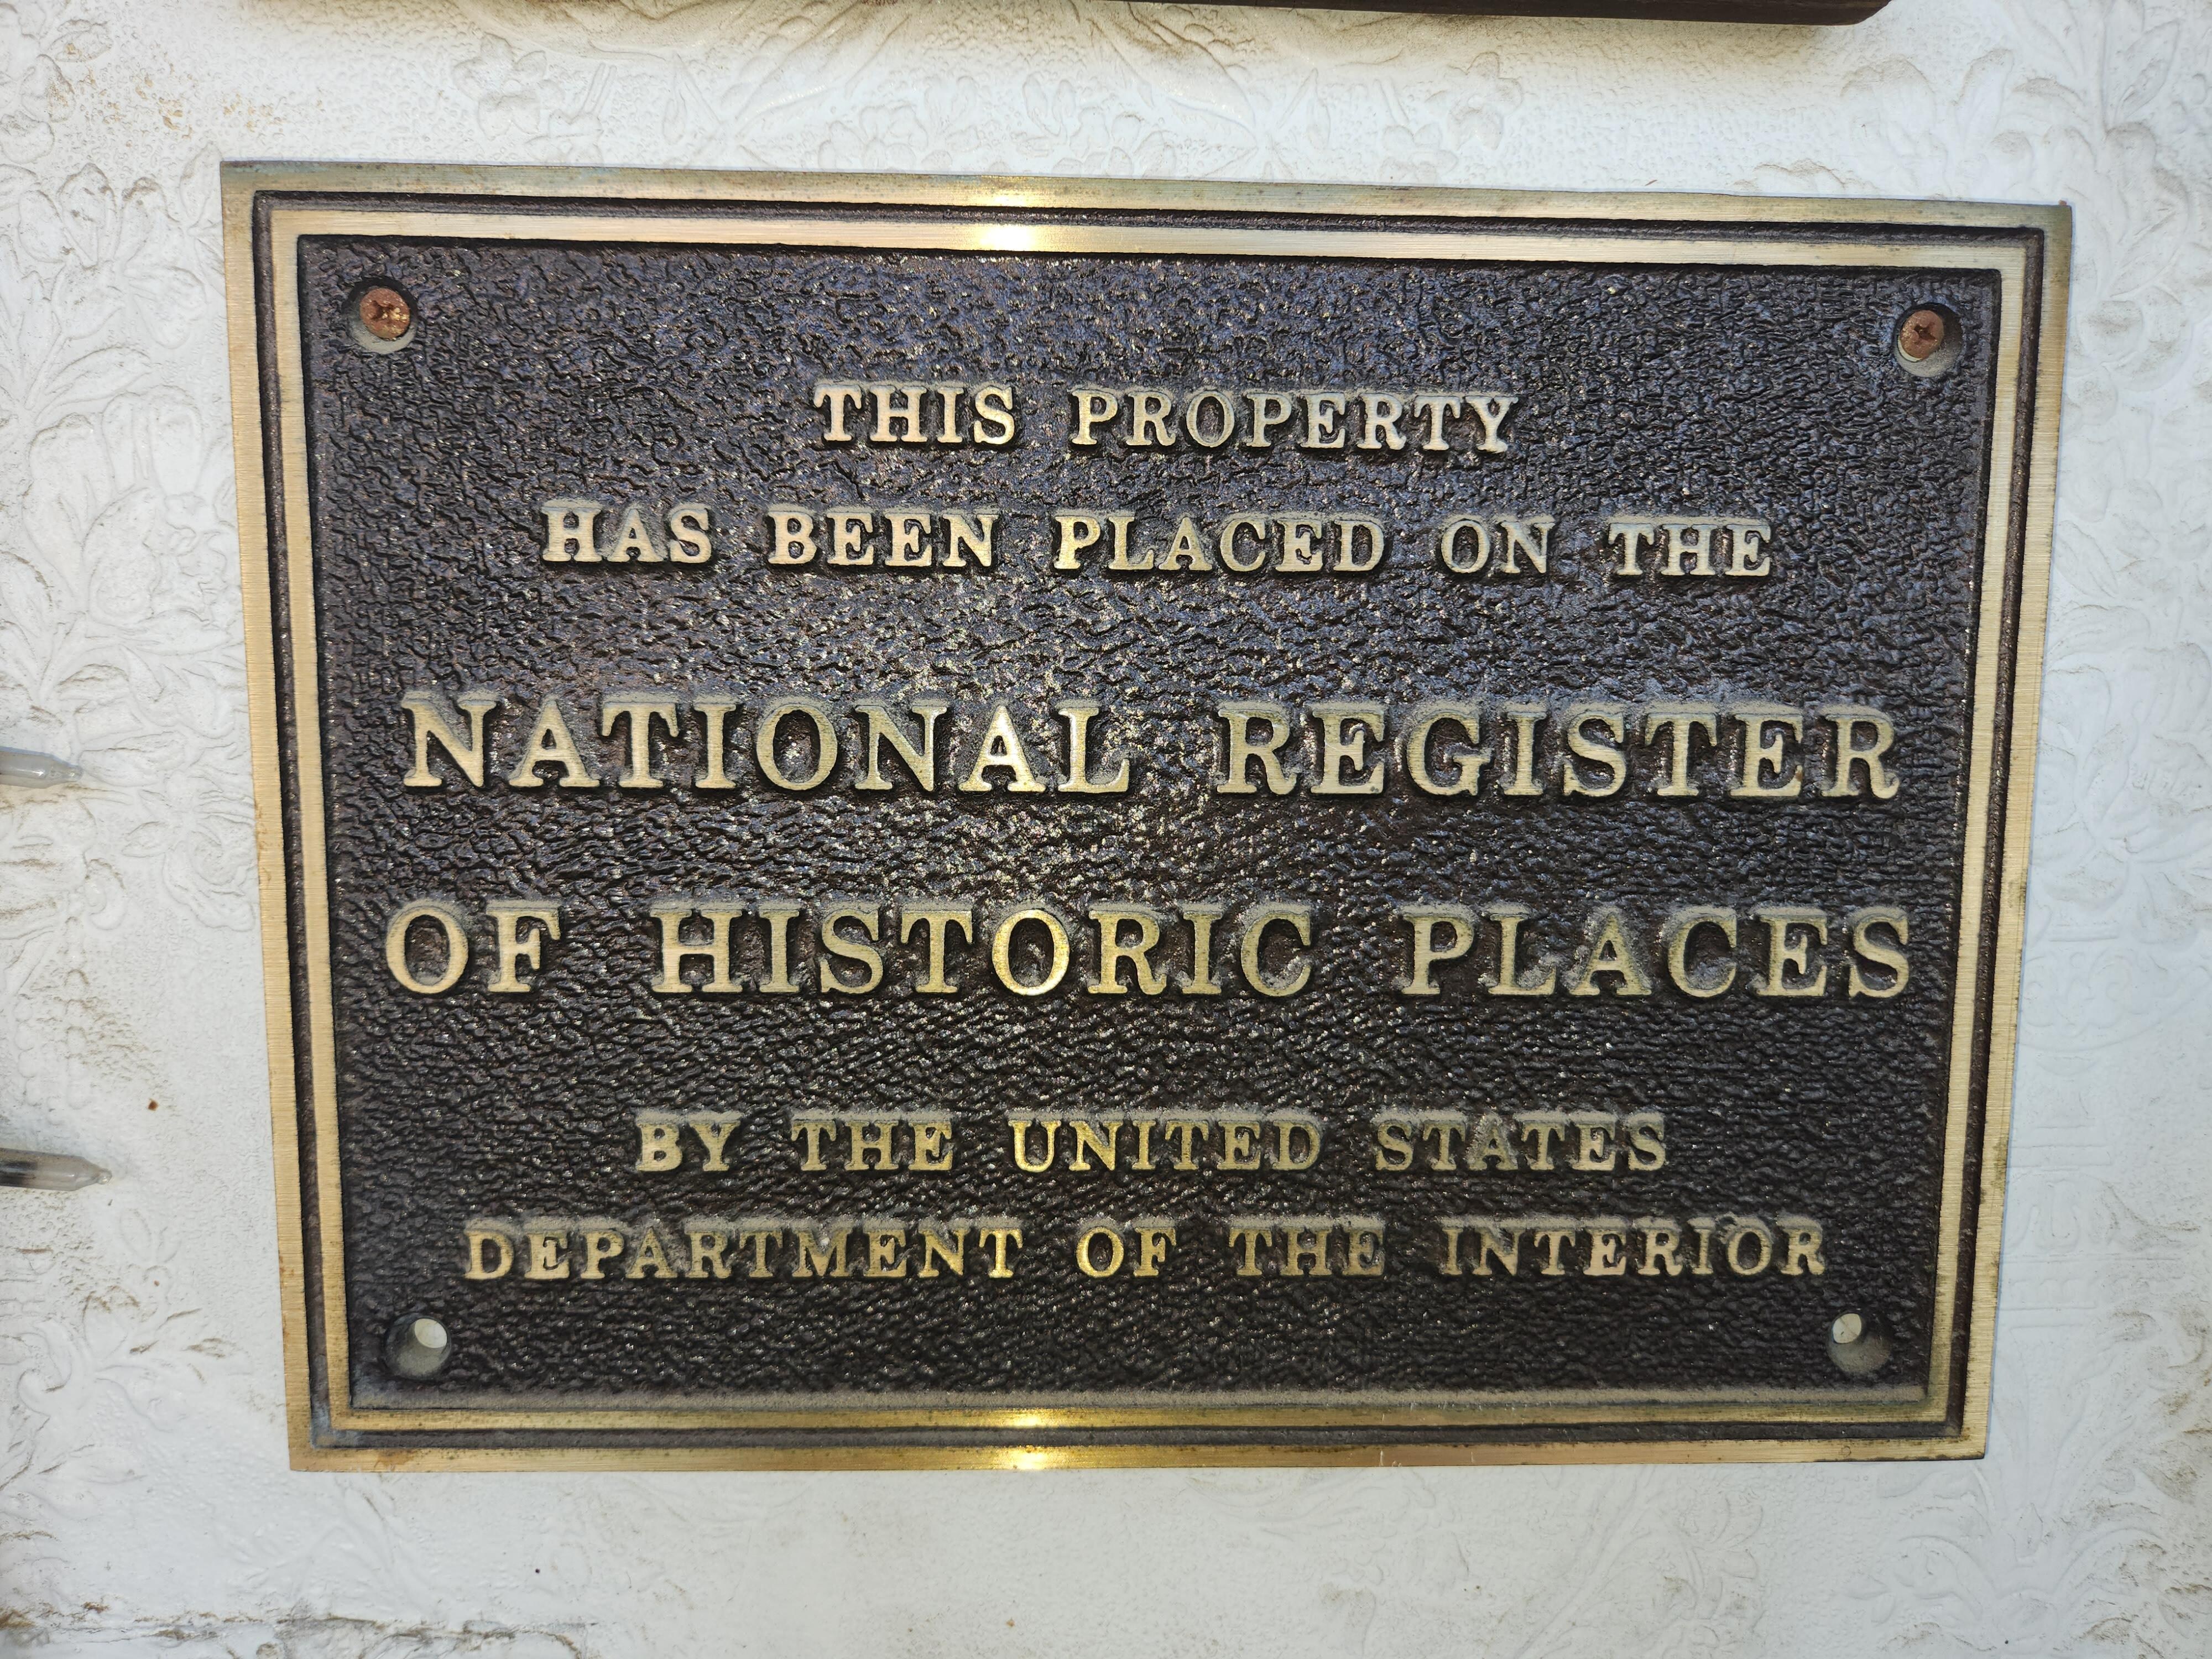 THIS PROPERTY
HAS BEEN PLACED ON THE
NATIONAL REGISTER
OF HISTORIC PLACES
BY THE UNITED STATES
DEPARTMENT OF THE INTERIOR